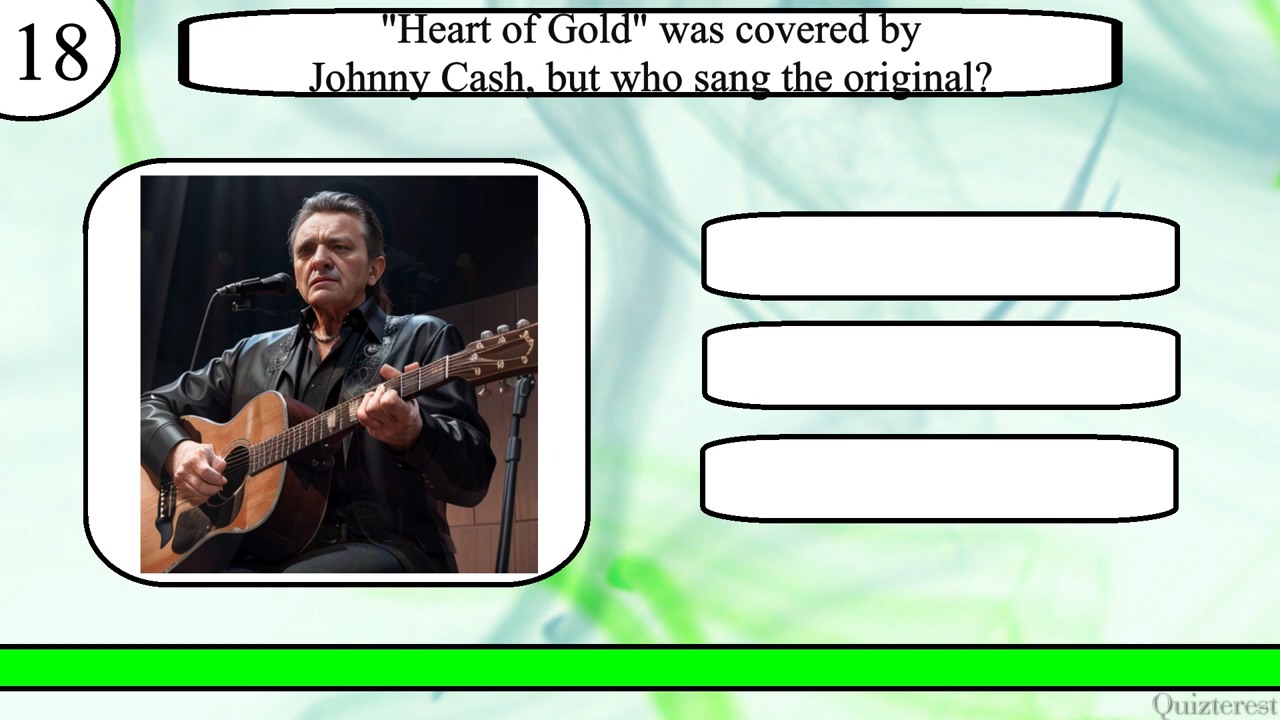 18
"Heart of Gold" was covered by
Johnny Cash, but who sang the original?
Quizterest